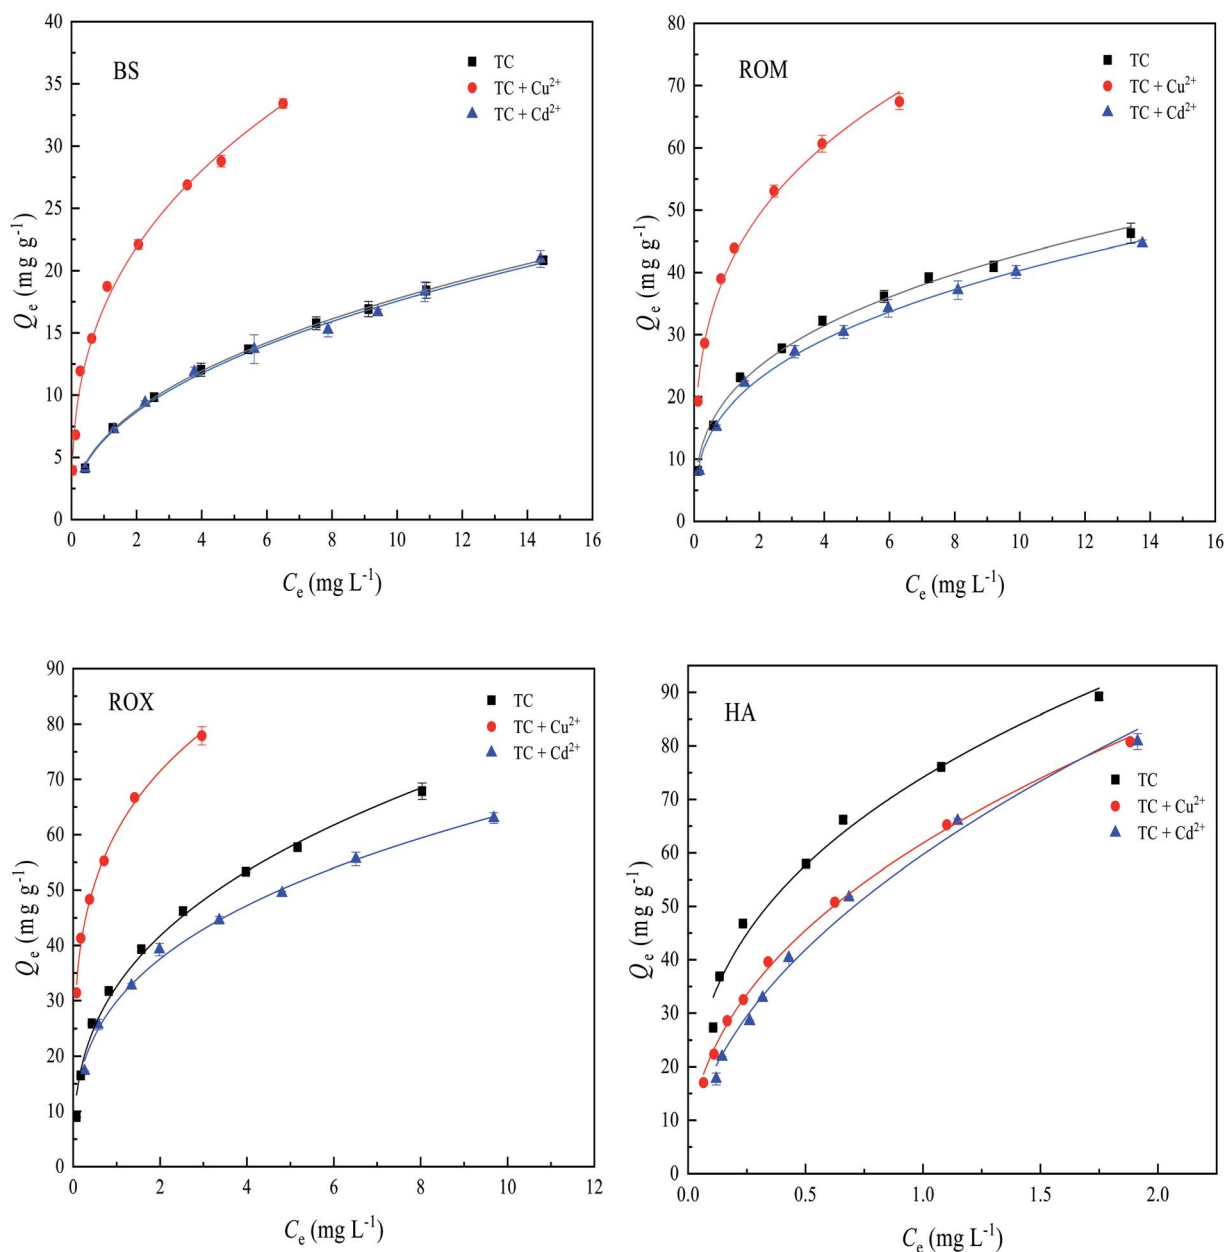 BS
TC
TC + Cu²⁺
TC + Cd²⁺
40
35
30
25
20
15
10
5
0
Qₑ (mg g⁻¹)
0 2 4 6 8 10 12 14 16
Cₑ (mg L⁻¹)
ROM
TC
TC + Cu²⁺
TC + Cd²⁺
80
70
60
50
40
30
20
10
0
Qₑ (mg g⁻¹)
0 2 4 6 8 10 12 14 16
Cₑ (mg L⁻¹)
ROX
TC
TC + Cu²⁺
TC + Cd²⁺
90
80
70
60
50
40
30
20
10
0
Qₑ (mg g⁻¹)
0 2 4 6 8 10 12
Cₑ (mg L⁻¹)
HA
TC
TC + Cu²⁺
TC + Cd²⁺
90
80
70
60
50
40
30
20
10
0
Qₑ (mg g⁻¹)
0.0 0.5 1.0 1.5 2.0
Cₑ (mg L⁻¹)